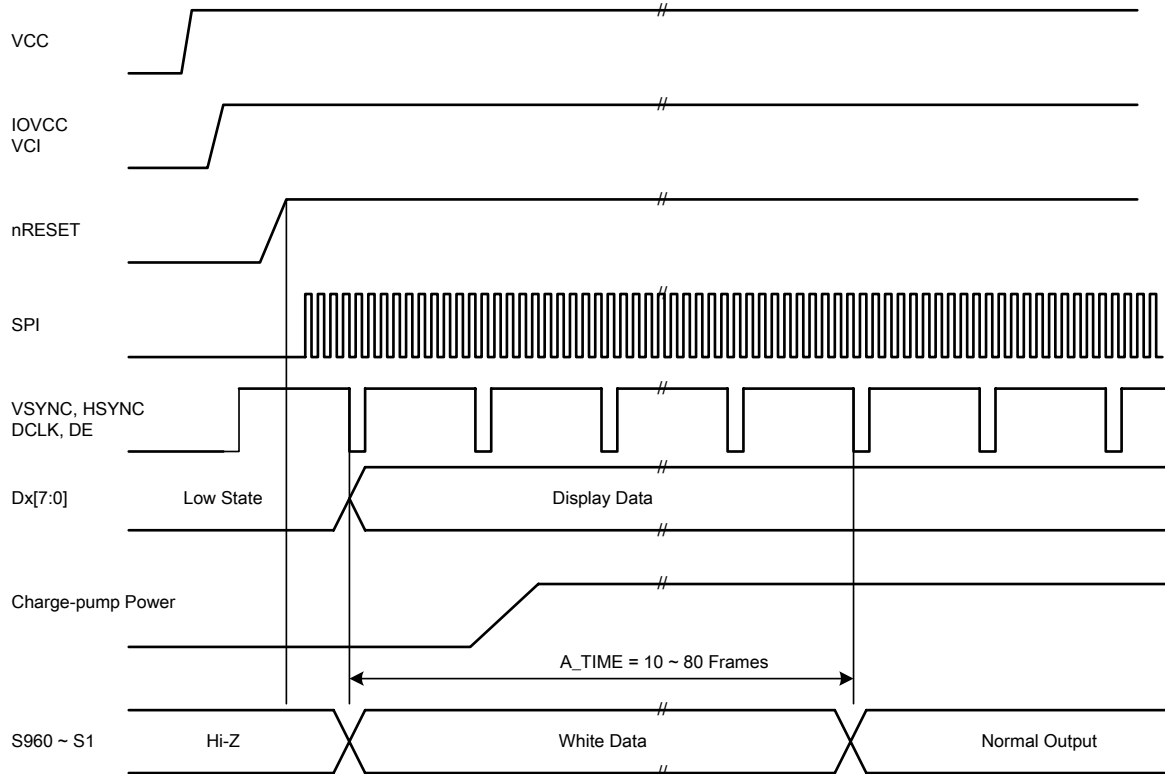 VCC
IOVCC
VCI
nRESET
SPI
VSYNC, HSYNC
DCLK, DE
Dx[7:0]
Low State
Display Data
Charge-pump Power
A_TIME = 10 ~ 80 Frames
S960 ~ S1
Hi-Z
White Data
Normal Output